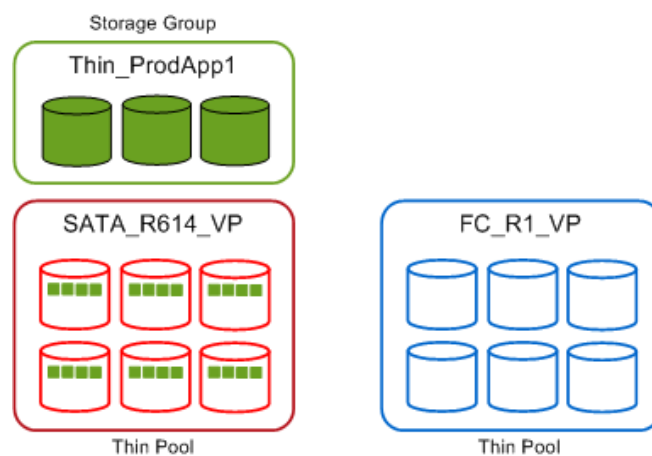 Storage Group
Thin_ProdApp1
SATA_R614_VP
FC_R1_VP
Thin Pool
Thin Pool